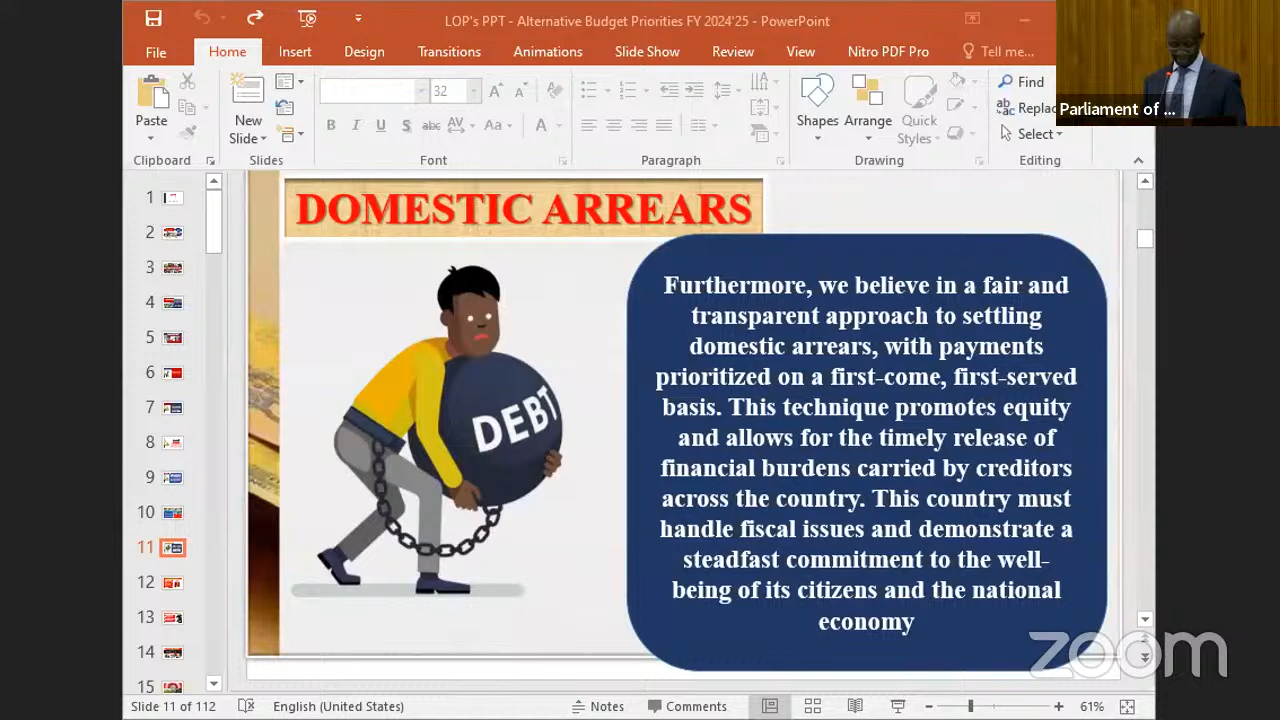 LOP's PPT - Alternative Budget Priorities FY 2024'25 - PowerPoint
File Home Insert Design Transitions Animations Slide Show Review View Nitro PDF Pro Tell me...
Paste
New
Slide
32
B I U S abc AV Aa A
Shapes Arrange Quick
Styles
Find
Replac
Select
Clipboard Slides Font Paragraph Drawing Editing
Parliament of ...
1
2
3
4
5
6
7
8
9
10
11
12
13
14
15
DOMESTIC ARREARS
DEBT
Furthermore, we believe in a fair and
transparent approach to settling
domestic arrears, with payments
prioritized on a first-come, first-served
basis. This technique promotes equity
and allows for the timely release of
financial burdens carried by creditors
across the country. This country must
handle fiscal issues and demonstrate a
steadfast commitment to the well-
being of its citizens and the national
economy
zoom
Slide 11 of 112 English (United States) Notes Comments 61%